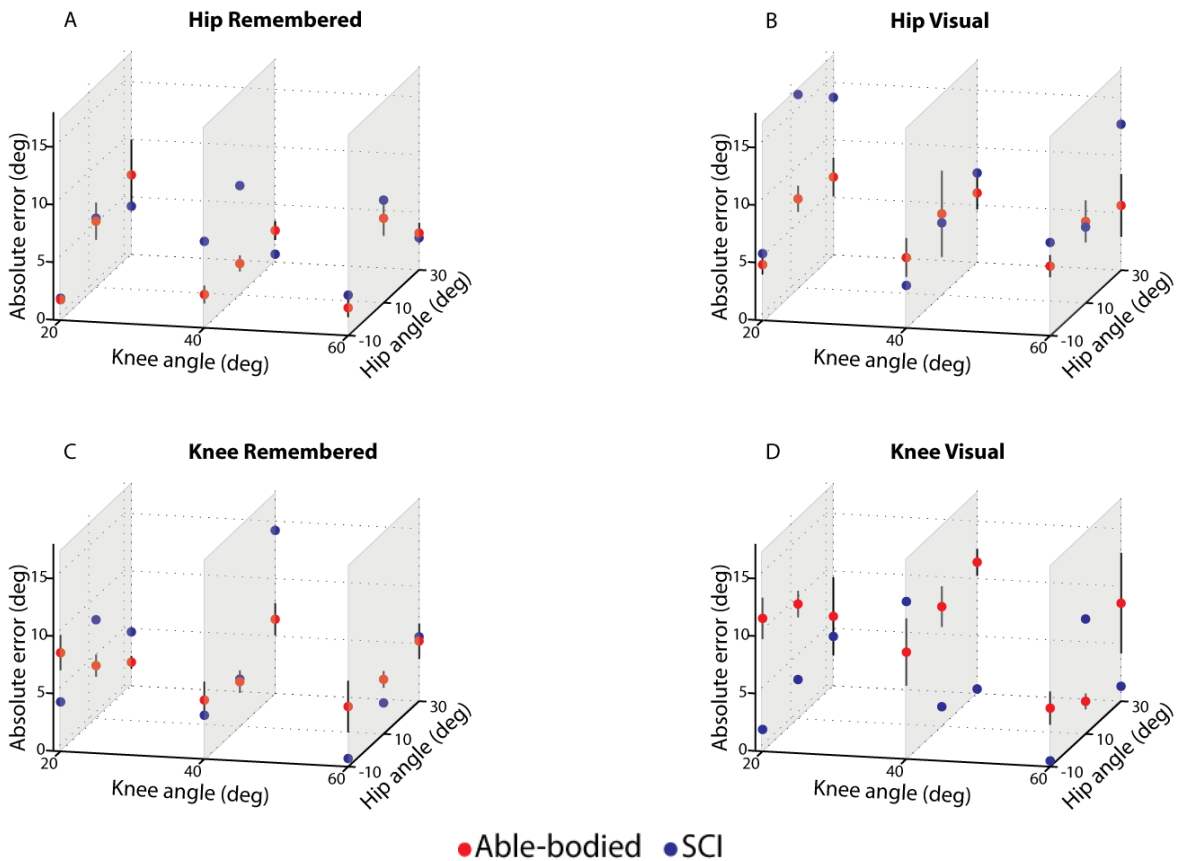 A Hip Remembered
B Hip Visual
Absolute error (deg)
15
10
5
0
20
40
60
Knee angle (deg)
-10
10
30
Hip angle (deg)
Absolute error (deg)
15
10
5
0
20
40
60
Knee angle (deg)
-10
10
30
Hip angle (deg)
C Knee Remembered
D Knee Visual
Absolute error (deg)
15
10
5
0
20
40
60
Knee angle (deg)
-10
10
30
Hip angle (deg)
Absolute error (deg)
15
10
5
0
20
40
60
Knee angle (deg)
-10
10
30
Hip angle (deg)
Able-bodied SCI